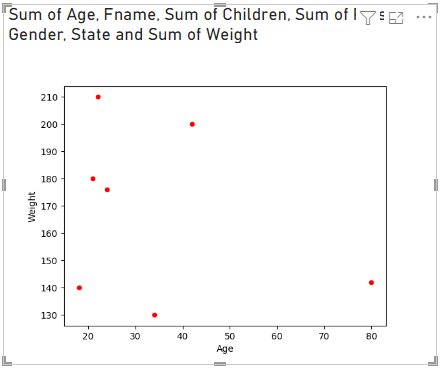 Sum of Age, Fname, Sum of Children, Sum of
Gender, State and Sum of Weight
210
200
190
180
170
160
150
140
130
Weight
20 30 40 50 60 70 80
Age